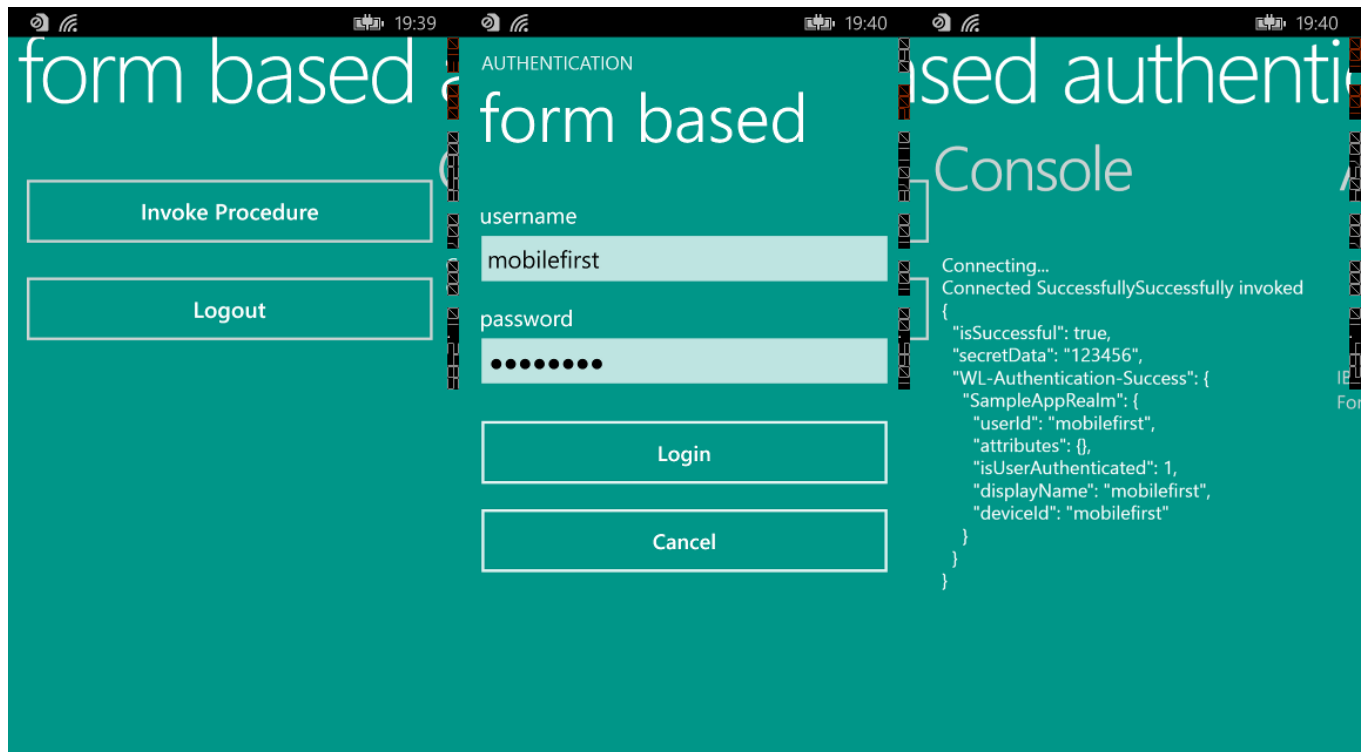 19:39
form based a
Invoke Procedure
Logout
19:40
AUTHENTICATION
form based
username
mobilefirst
password
●●●●●●●●
Login
Cancel
19:40
sed authenti
Console
Connecting...
Connected SuccessfullySuccessfully invoked
{
"isSuccessful": true,
"secretData": "123456",
"WL-Authentication-Success": {
"SampleAppRealm": {
"userId": "mobilefirst",
"attributes": {},
"isUserAuthenticated": 1,
"displayName": "mobilefirst",
"deviceId": "mobilefirst"
}
}
}
For